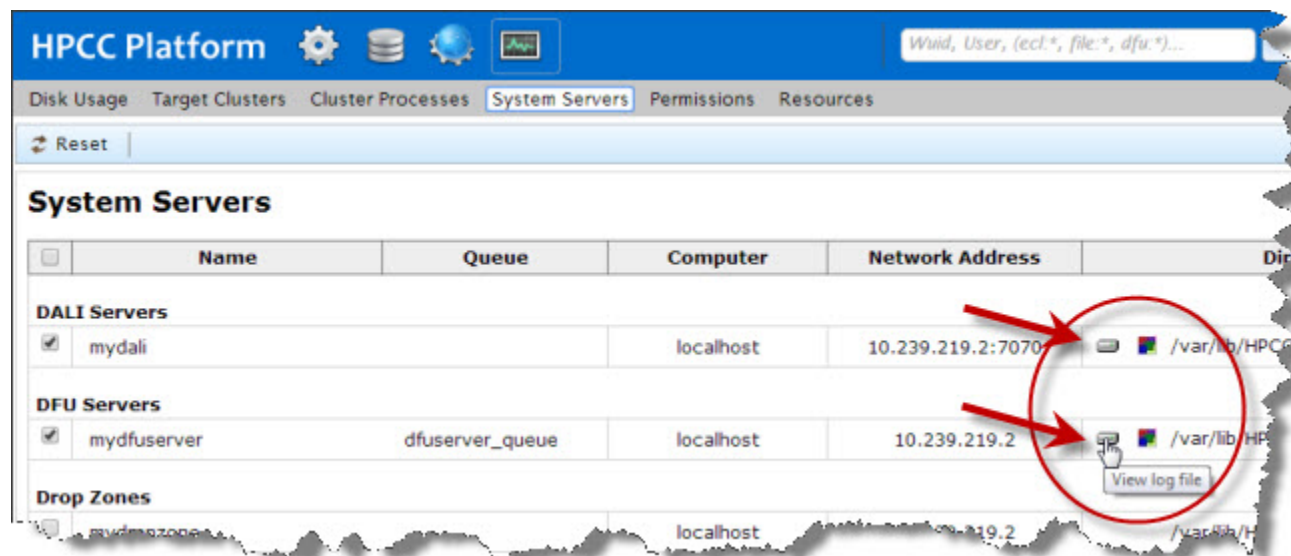 HPCC Platform Wuid, User, (ecl:*, file:*, dfu:*)...
Disk Usage Target Clusters Cluster Processes System Servers Permissions Resources
Reset
System Servers
Name Queue Computer Network Address
DALI Servers
mydali localhost 10.239.219.2:7070 /var/lib/HPCC
DFU Servers
mydfuserver dfuserver_queue localhost 10.239.219.2 /var/lib/HP
View log file
Drop Zones
localhost